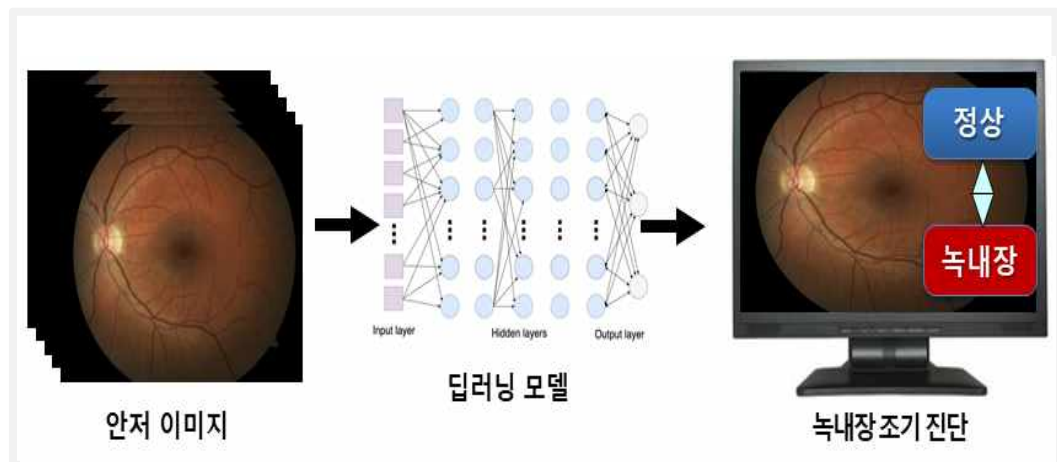 정상
녹내장
Input layer
Hidden layers
Output layer
안저 이미지
딥러닝 모델
녹내장 조기 진단